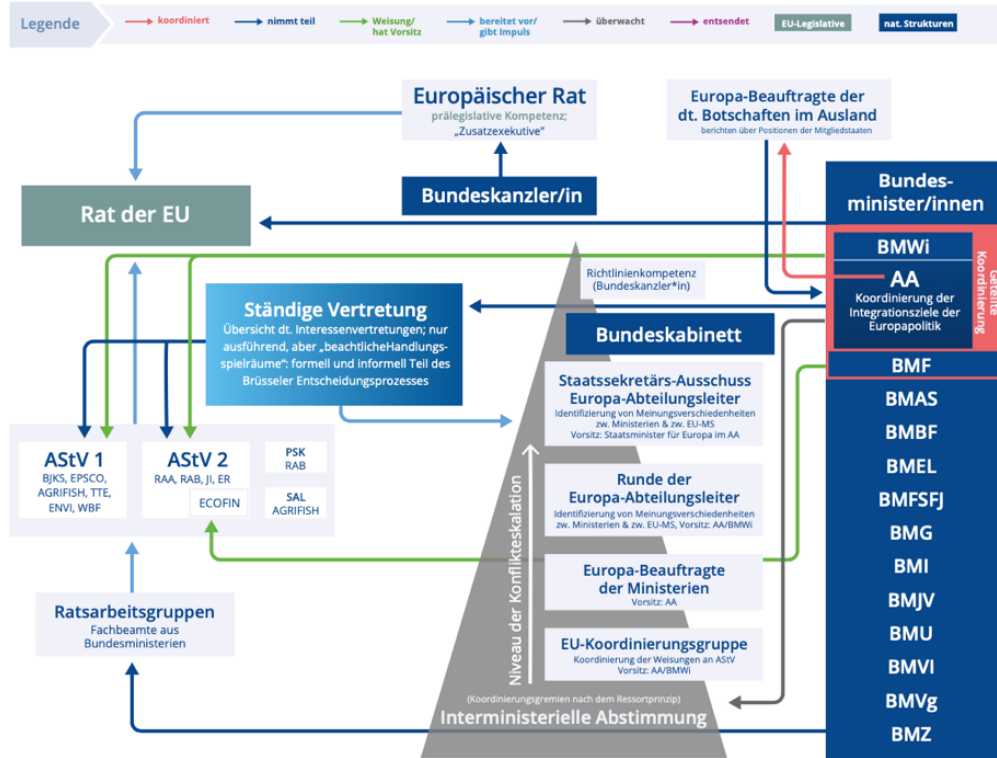 Legende
koordiniert
nimmt teil
Weisung/
hat Vorsitz
bereitet vor/
gibt Impuls
überwacht
entsendet
EU-Legislative
nat. Strukturen
Europäischer Rat
prälegislative Kompetenz;
„Zusatzexekutive“
Europa-Beauftragte der
dt. Botschaften im Ausland
berichten über Positionen der Mitgliedstaaten
Bundeskanzler/in
Rat der EU
Bundes-
minister/innen
BMWi
AA
Koordinierung der
Integrationsziele der
Europapolitik
Geteilte
Koordinierung
BMF
BMAS
BMBF
BMEL
BMFSFJ
BMG
BMI
BMJV
BMU
BMVI
BMVg
BMZ
Richtlinienkompetenz
(Bundeskanzler*in)
Ständige Vertretung
Übersicht dt. Interessenvertretungen; nur
ausführend, aber „beachtlicheHandlungs-
spielräume“: formell und informell Teil des
Brüsseler Entscheidungsprozesses
Bundeskabinett
Staatssekretärs-Ausschuss
Europa-Abteilungsleiter
Identifizierung von Meinungsverschiedenheiten
zw. Ministerien & zw. EU-MS
Vorsitz: Staatsminister für Europa im AA
AStV 1
BJKS, EPSCO,
AGRIFISH, TTE,
ENVI, WBF
AStV 2
RAA, RAB, JI, ER
ECOFIN
PSK
RAB
SAL
AGRIFISH
Runde der
Europa-Abteilungsleiter
Identifizierung von Meinungsverschiedenheiten
zw. Ministerien & zw. EU-MS, Vorsitz: AA/BMWi
Europa-Beauftragte
der Ministerien
Vorsitz: AA
Ratsarbeitsgruppen
Fachbeamte aus
Bundesministerien
EU-Koordinierungsgruppe
Koordinierung der Weisungen an AStV
Vorsitz: AA/BMWi
Niveau der Konflikteskalation
(Koordinierungsgremien nach dem Ressortprinzip)
Interministerielle Abstimmung